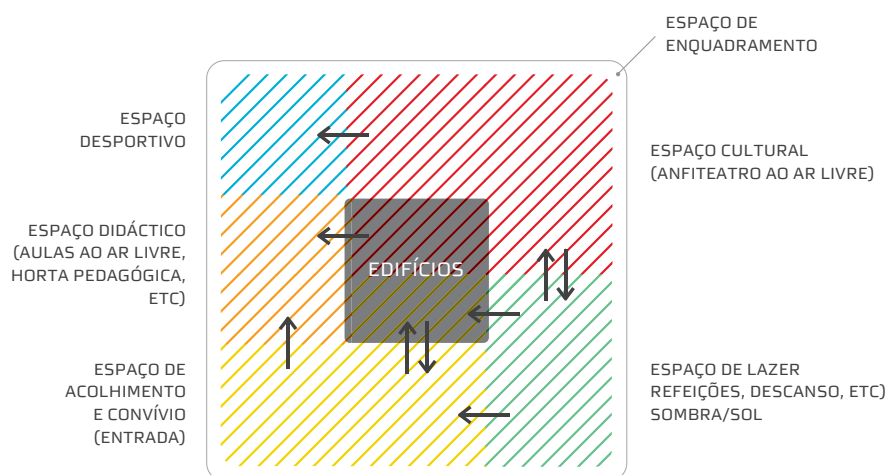 ESPAÇO DE
ENQUADRAMENTO
ESPAÇO
DESPORTIVO
ESPAÇO CULTURAL
(ANFITEATRO AO AR LIVRE)
ESPAÇO DIDÁCTICO
(AULAS AO AR LIVRE,
HORTA PEDAGÓGICA,
ETC)
EDIFÍCIOS
ESPAÇO DE
ACOLHIMENTO
E CONVÍVIO
(ENTRADA)
ESPAÇO DE LAZER
REFEIÇÕES, DESCANSO, ETC)
SOMBRA/SOL